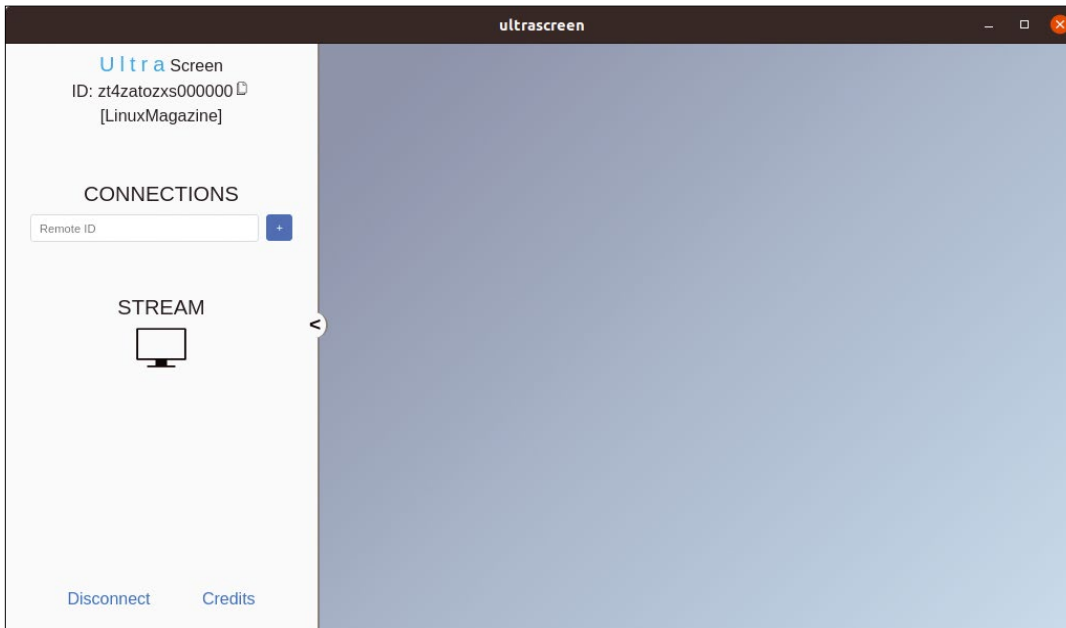 ultrascreen
Ultra Screen
ID: zt4zatozxs000000
[LinuxMagazine]
CONNECTIONS
Remote ID
+
STREAM
<
Disconnect
Credits